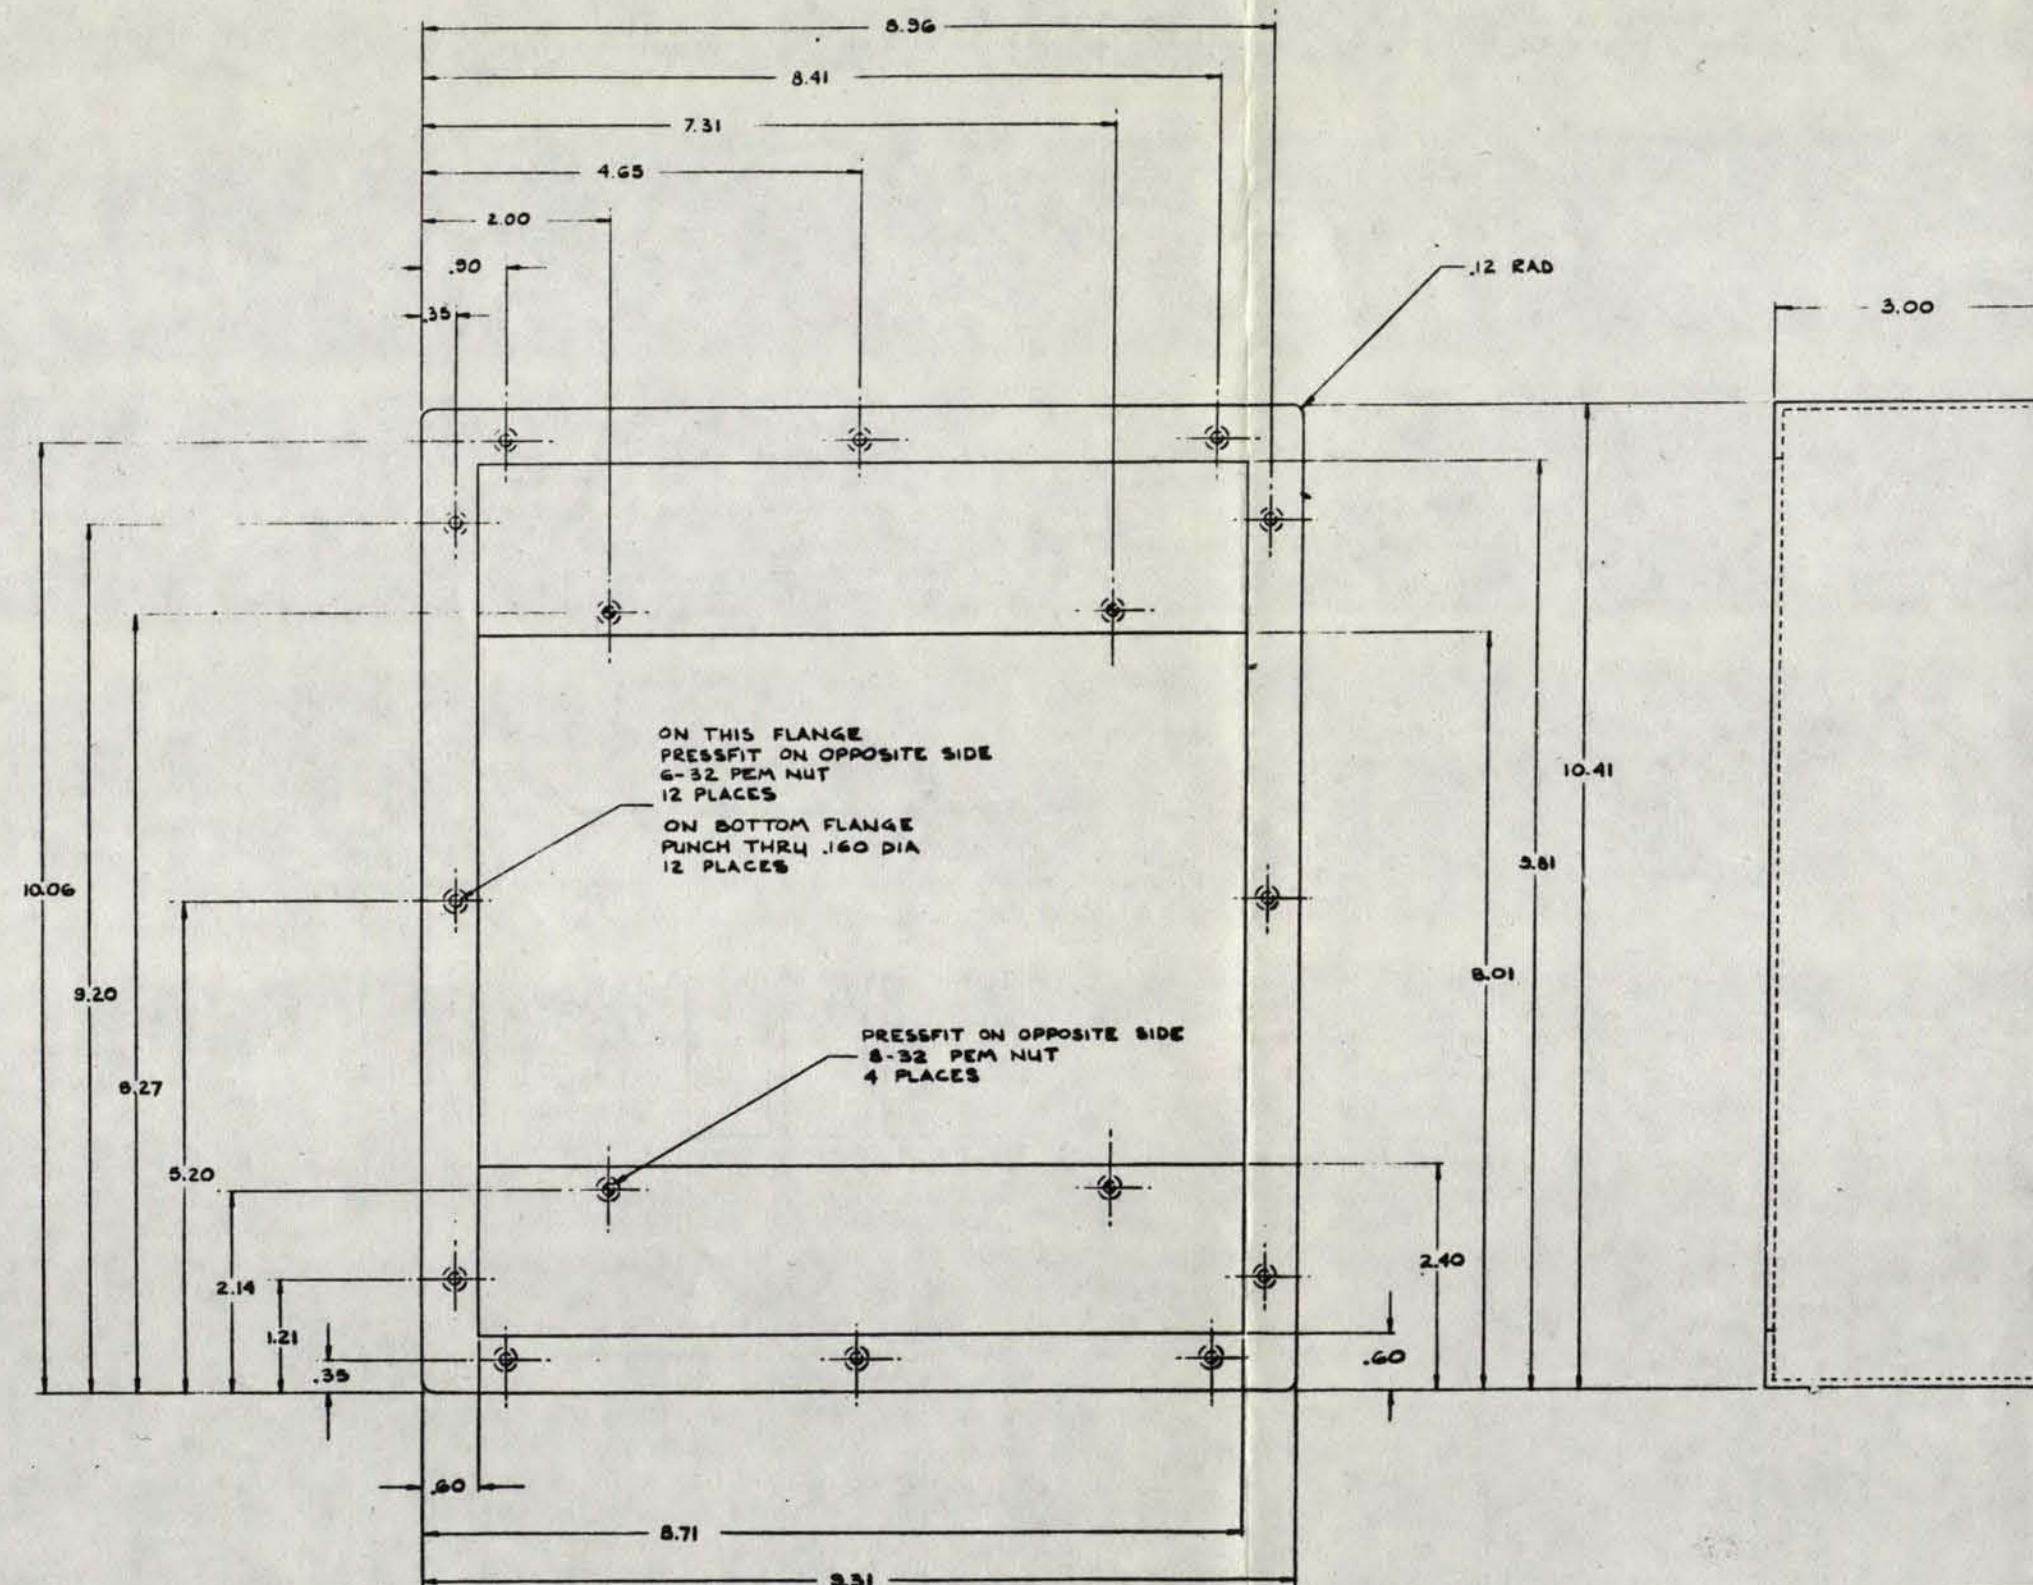 8.96
8.41
7.31
4.65
2.00
.90
.35
.12 RAD
3.00
ON THIS FLANGE
PRESSFIT ON OPPOSITE SIDE
6-32 PEM NUT
12 PLACES
ON BOTTOM FLANGE
PUNCH THRU .160 DIA
12 PLACES
10.41
9.81
10.06
8.01
9.20
PRESSFIT ON OPPOSITE SIDE
8-32 PEM NUT
4 PLACES
8.27
5.20
2.40
2.14
1.21
.60
.35
.60
8.71
9.31